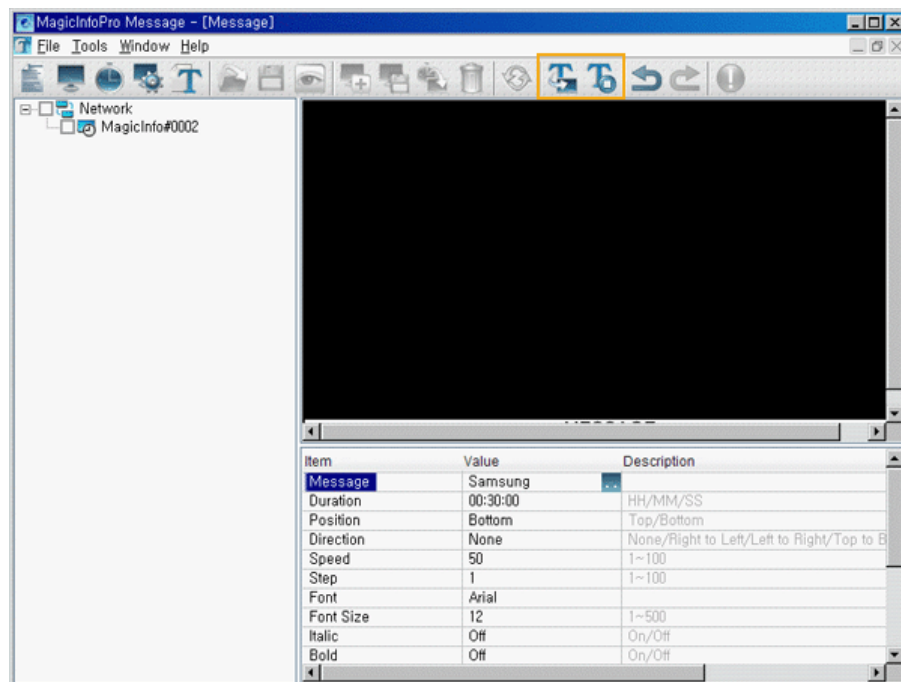 MagicInfoPro Message - [Message]
File Tools Window Help
Network
MagicInfo#0002
Item Value Description
Message Samsung ..
Duration 00:30:00 HH/MM/SS
Position Bottom Top/Bottom
Direction None None/Right to Left/Left to Right/Top to B
Speed 50 1~100
Step 1 1~100
Font Arial
Font Size 12 1~500
Italic Off On/Off
Bold Off On/Off